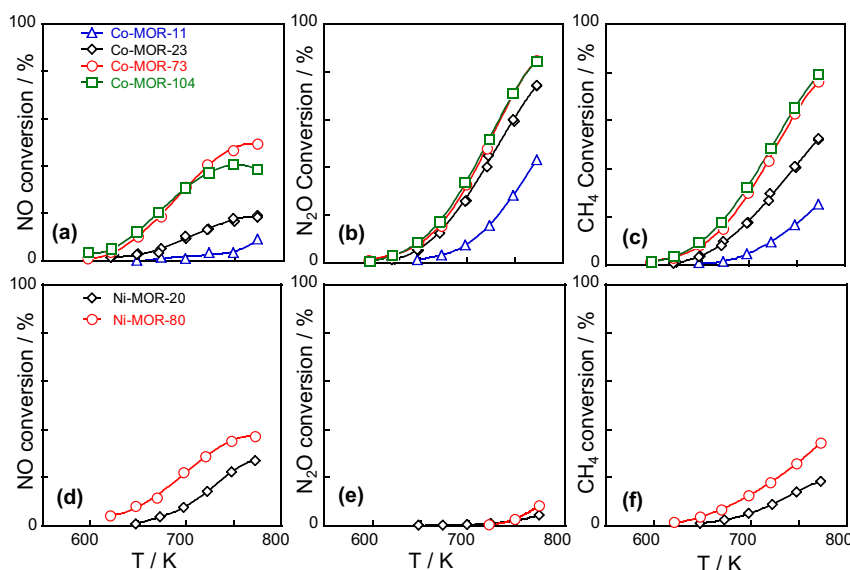 100
NO conversion / %
0
Co-MOR-11
Co-MOR-23
Co-MOR-73
Co-MOR-104
(a)
100
N₂O Conversion / %
0
(b)
100
CH₄ Conversion / %
0
(c)
100
NO conversion / %
0
Ni-MOR-20
Ni-MOR-80
(d)
600
700
800
T / K
100
N₂O conversion / %
0
(e)
600
700
800
T / K
100
CH₄ conversion / %
0
(f)
600
700
800
T / K